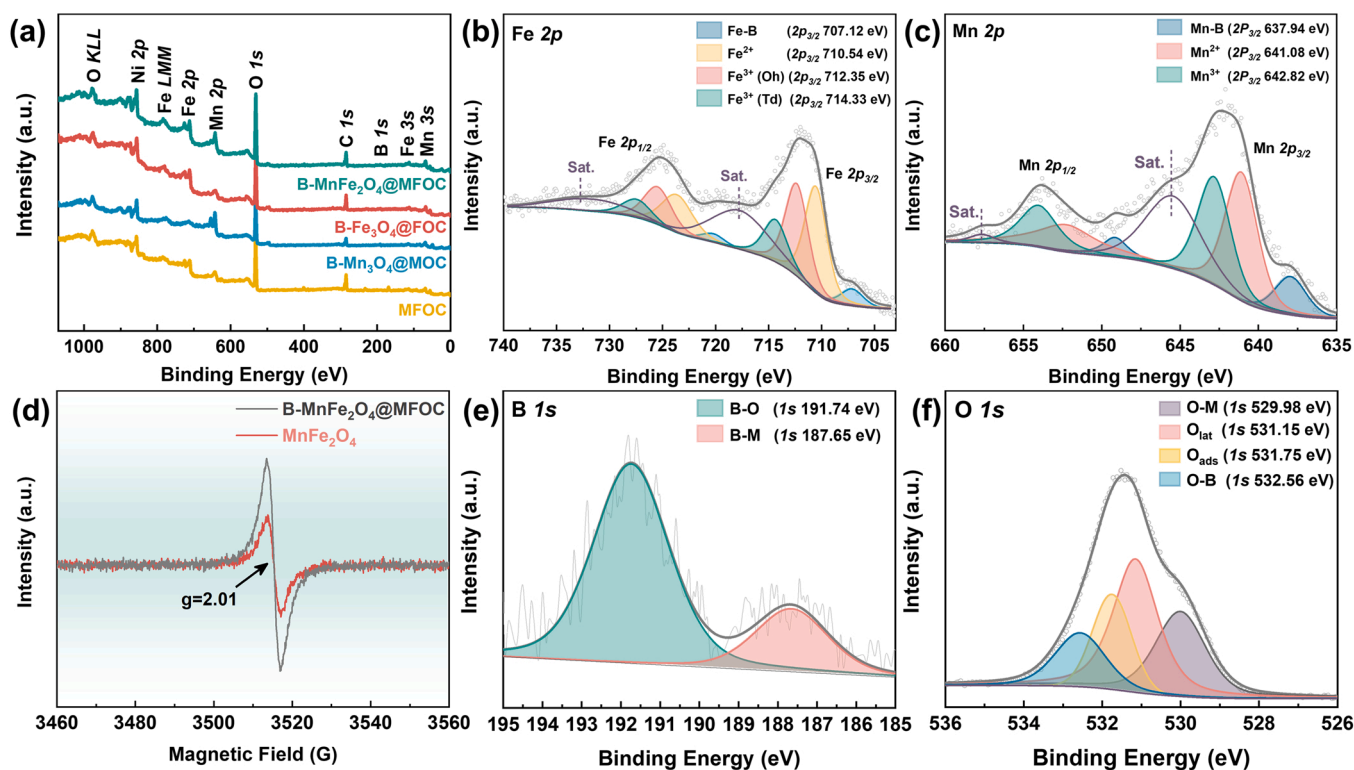 (a)
O KLL
Ni 2p
Fe LMM
Fe 2p
Mn 2p
O 1s
C 1s
B 1s
Fe 3s
Mn 3s
B-MnFe₂O₄@MFOC
B-Fe₃O₄@FOC
B-Mn₃O₄@MOC
MFOC
Intensity (a.u.)
1000 800 600 400 200 0
Binding Energy (eV)
(b) Fe 2p
Fe-B (2p3/2 707.12 eV)
Fe²⁺ (2p3/2 710.54 eV)
Fe³⁺ (Oh) (2p3/2 712.35 eV)
Fe³⁺ (Td) (2p3/2 714.33 eV)
Sat.
Fe 2p1/2
Sat.
Fe 2p3/2
Intensity (a.u.)
740 735 730 725 720 715 710 705
Binding Energy (eV)
(c) Mn 2p
Mn-B (2P3/2 637.94 eV)
Mn²⁺ (2P3/2 641.08 eV)
Mn³⁺ (2P3/2 642.82 eV)
Sat.
Mn 2p1/2
Sat.
Mn 2p3/2
Intensity (a.u.)
660 655 650 645 640 635
Binding Energy (eV)
(d)
B-MnFe₂O₄@MFOC
MnFe₂O₄
g=2.01
Intensity (a.u.)
3460 3480 3500 3520 3540 3560
Magnetic Field (G)
(e) B 1s
B-O (1s 191.74 eV)
B-M (1s 187.65 eV)
Intensity (a.u.)
195 194 193 192 191 190 189 188 187 186 185
Binding Energy (eV)
(f) O 1s
O-M (1s 529.98 eV)
Olat (1s 531.15 eV)
Oads (1s 531.75 eV)
O-B (1s 532.56 eV)
Intensity (a.u.)
536 534 532 530 528 526
Binding Energy (eV)